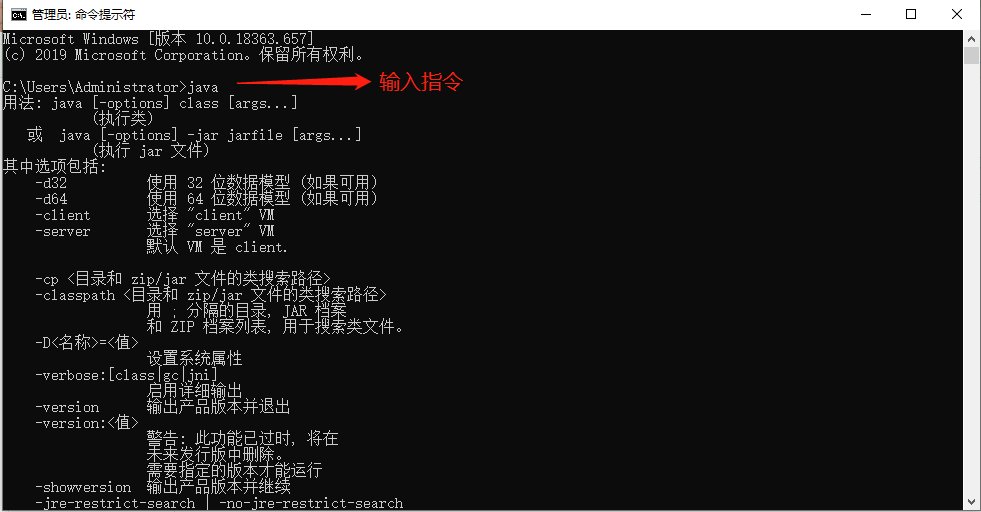 管理员: 命令提示符
Microsoft Windows [版本 10.0.18363.657]
(c) 2019 Microsoft Corporation。保留所有权利。
C:\Users\Administrator>java
输入指令
用法: java [-options] class [args...]
(执行类)
或 java [-options] -jar jarfile [args...]
(执行 jar 文件)
其中选项包括:
-d32 使用 32 位数据模型 (如果可用)
-d64 使用 64 位数据模型 (如果可用)
-client 选择 "client" VM
-server 选择 "server" VM
默认 VM 是 client.
-cp <目录和 zip/jar 文件的类搜索路径>
-classpath <目录和 zip/jar 文件的类搜索路径>
用 ; 分隔的目录, JAR 档案
和 ZIP 档案列表, 用于搜索类文件。
-D<名称>=<值>
设置系统属性
-verbose:[class|gc|jni]
启用详细输出
-version 输出产品版本并退出
-version:<值>
警告: 此功能已过时, 将在
未来发行版中删除。
需要指定的版本才能运行
-showversion 输出产品版本并继续
-jre-restrict-search | -no-jre-restrict-search